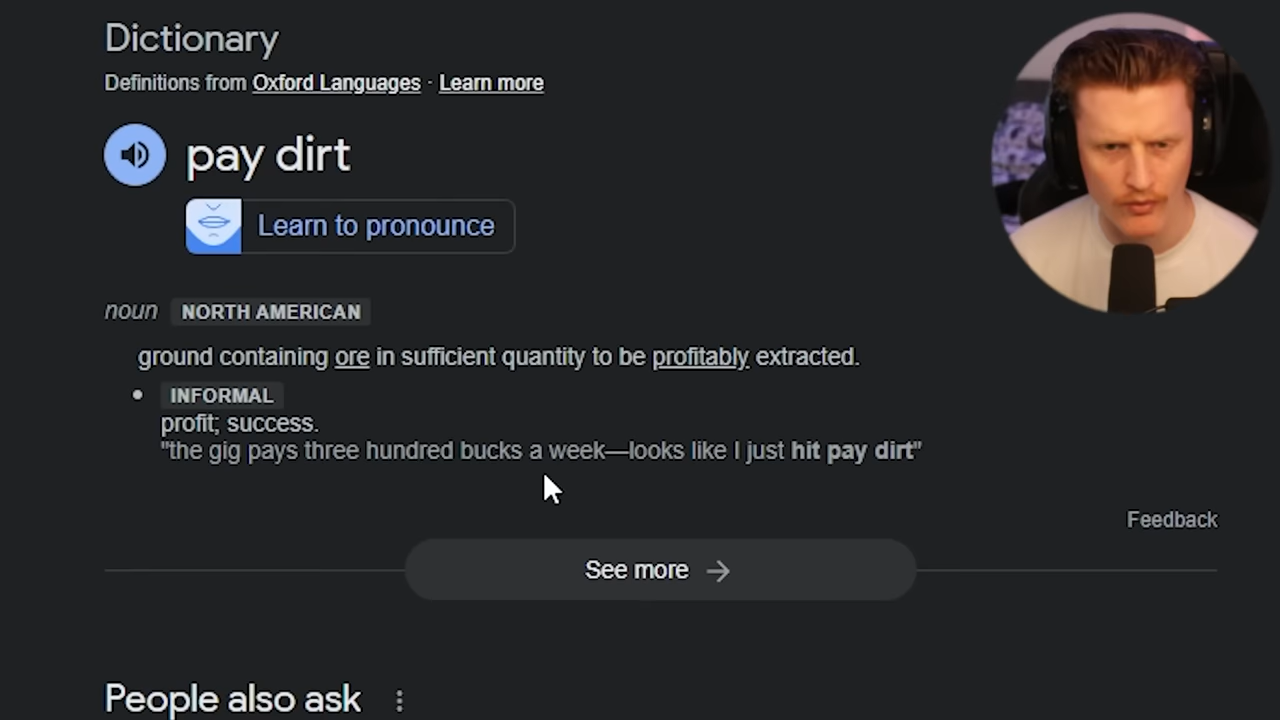 Dictionary
Definitions from Oxford Languages · Learn more
pay dirt
Learn to pronounce
noun NORTH AMERICAN
ground containing ore in sufficient quantity to be profitably extracted.
• INFORMAL
profit; success.
"the gig pays three hundred bucks a week—looks like I just hit pay dirt"
Feedback
See more →
People also ask